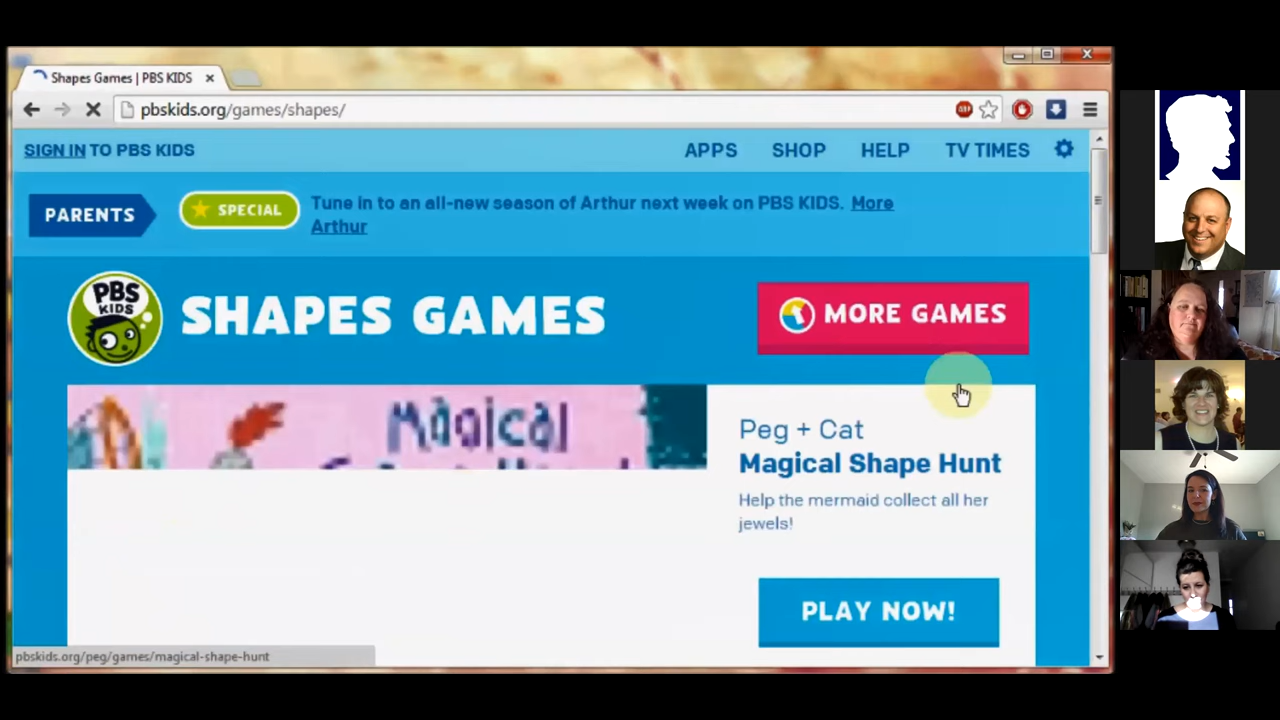 Shapes Games | PBS KIDS
pbskids.org/games/shapes/
ABP
SIGN IN TO PBS KIDS
APPS SHOP HELP TV TIMES
PARENTS
SPECIAL
Tune in to an all-new season of Arthur next week on PBS KIDS. More
Arthur
PBS
KIDS
SHAPES GAMES
MORE GAMES
Magical
Peg + Cat
Magical Shape Hunt
Help the mermaid collect all her
jewels!
PLAY NOW!
pbskids.org/peg/games/magical-shape-hunt